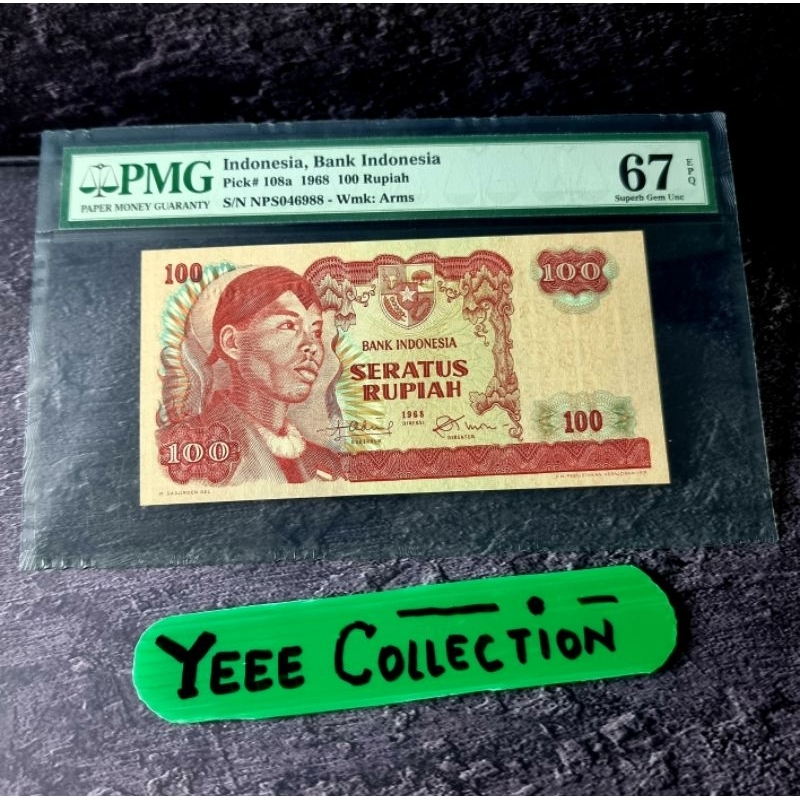 PMG
PAPER MONEY GUARANTY
Indonesia, Bank Indonesia
Pick# 108a 1968 100 Rupiah
S/N NPS046988 - Wmk: Arms
67 EPQ
Superb Gem Unc
100
100
BANK INDONESIA
SERATUS
RUPIAH
1968
DIREKSI
GUBERNUR
DIREKTUR
100
100
YEEE COLLECTION